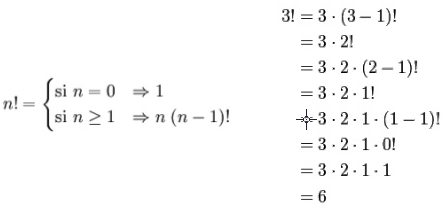 n! = { si n = 0 ⇒ 1
si n ≥ 1 ⇒ n (n − 1)!
3! = 3 · (3 − 1)!
= 3 · 2!
= 3 · 2 · (2 − 1)!
= 3 · 2 · 1!
= 3 · 2 · 1 · (1 − 1)!
= 3 · 2 · 1 · 0!
= 3 · 2 · 1 · 1
= 6